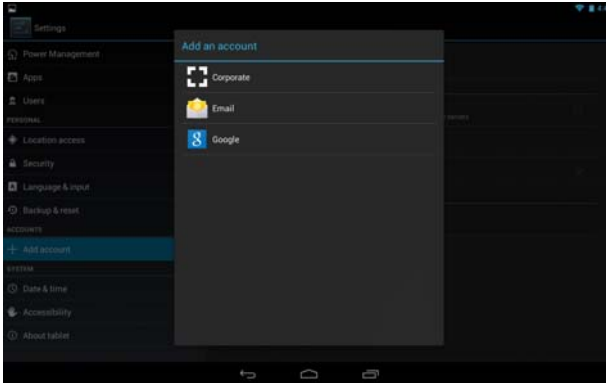 Settings
Power Management
Apps
Users
PERSONAL
Location access
Security
Language & input
Backup & reset
ACCOUNTS
Add account
SYSTEM
Date & time
Accessibility
About tablet
Add an account
Corporate
Email
Google